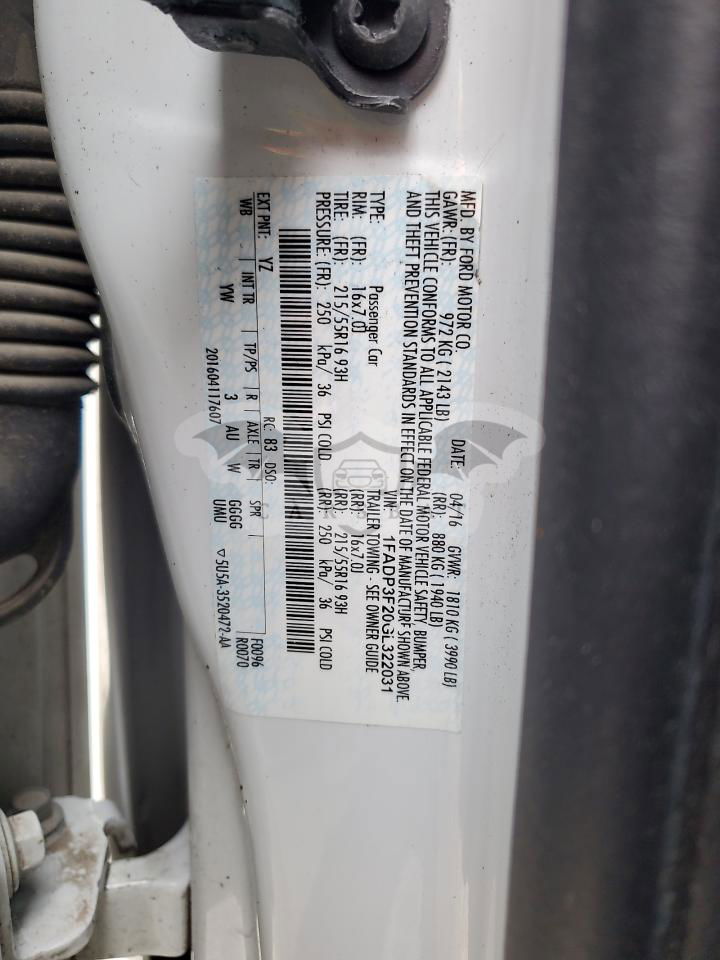 MFD. BY FORD MOTOR CO. DATE: 04/16 GVWR: 1810 KG ( 3990 LB)
GAWR: (FR): 972 KG ( 2143 LB) (RR): 880 KG ( 1940 LB)
THIS VEHICLE CONFORMS TO ALL APPLICABLE FEDERAL MOTOR VEHICLE SAFETY, BUMPER,
AND THEFT PREVENTION STANDARDS IN EFFECT ON THE DATE OF MANUFACTURE SHOWN ABOVE.
VIN: 1FADP3F20GL322031
TYPE: Passenger Car TRAILER TOWING - SEE OWNER GUIDE
RIM: (FR): 16x7.0J (RR): 16x7.0J
TIRE: (FR): 215/55R16 93H (RR): 215/55R16 93H
PRESSURE: (FR): 250 kPa/ 36 PSI COLD (RR): 250 kPa/ 36 PSI COLD
EXT PNT: YZ RC: 83 DSO: F0096
WB INT TR TP/PS R AXLE TR SPR R0070
YW 3 AU W GGGG
UMU
201604117607 ▽5U5A-3520472-AA